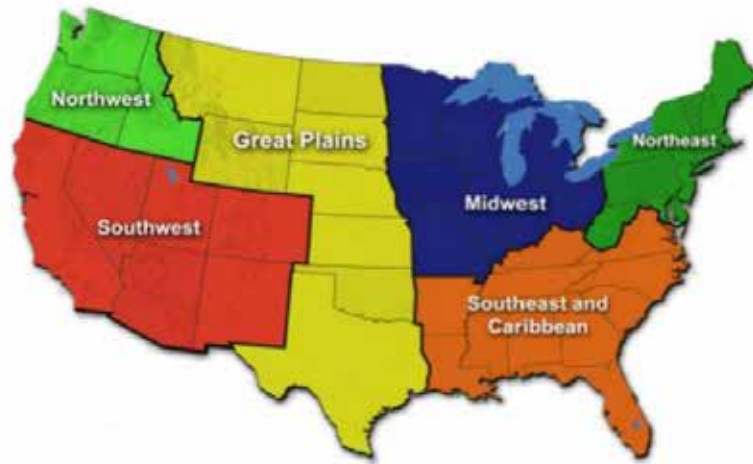 Northwest
Great Plains
Northeast
Midwest
Southwest
Southeast and
Caribbean